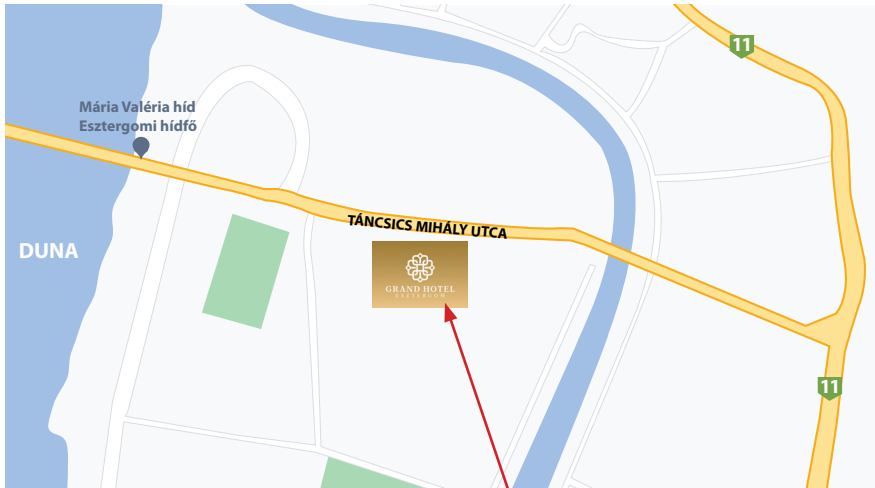 11
Mária Valéria híd
Esztergomi hídfő
TÁNCSICS MIHÁLY UTCA
DUNA
GRAND HOTEL
ESZTERGOM
11